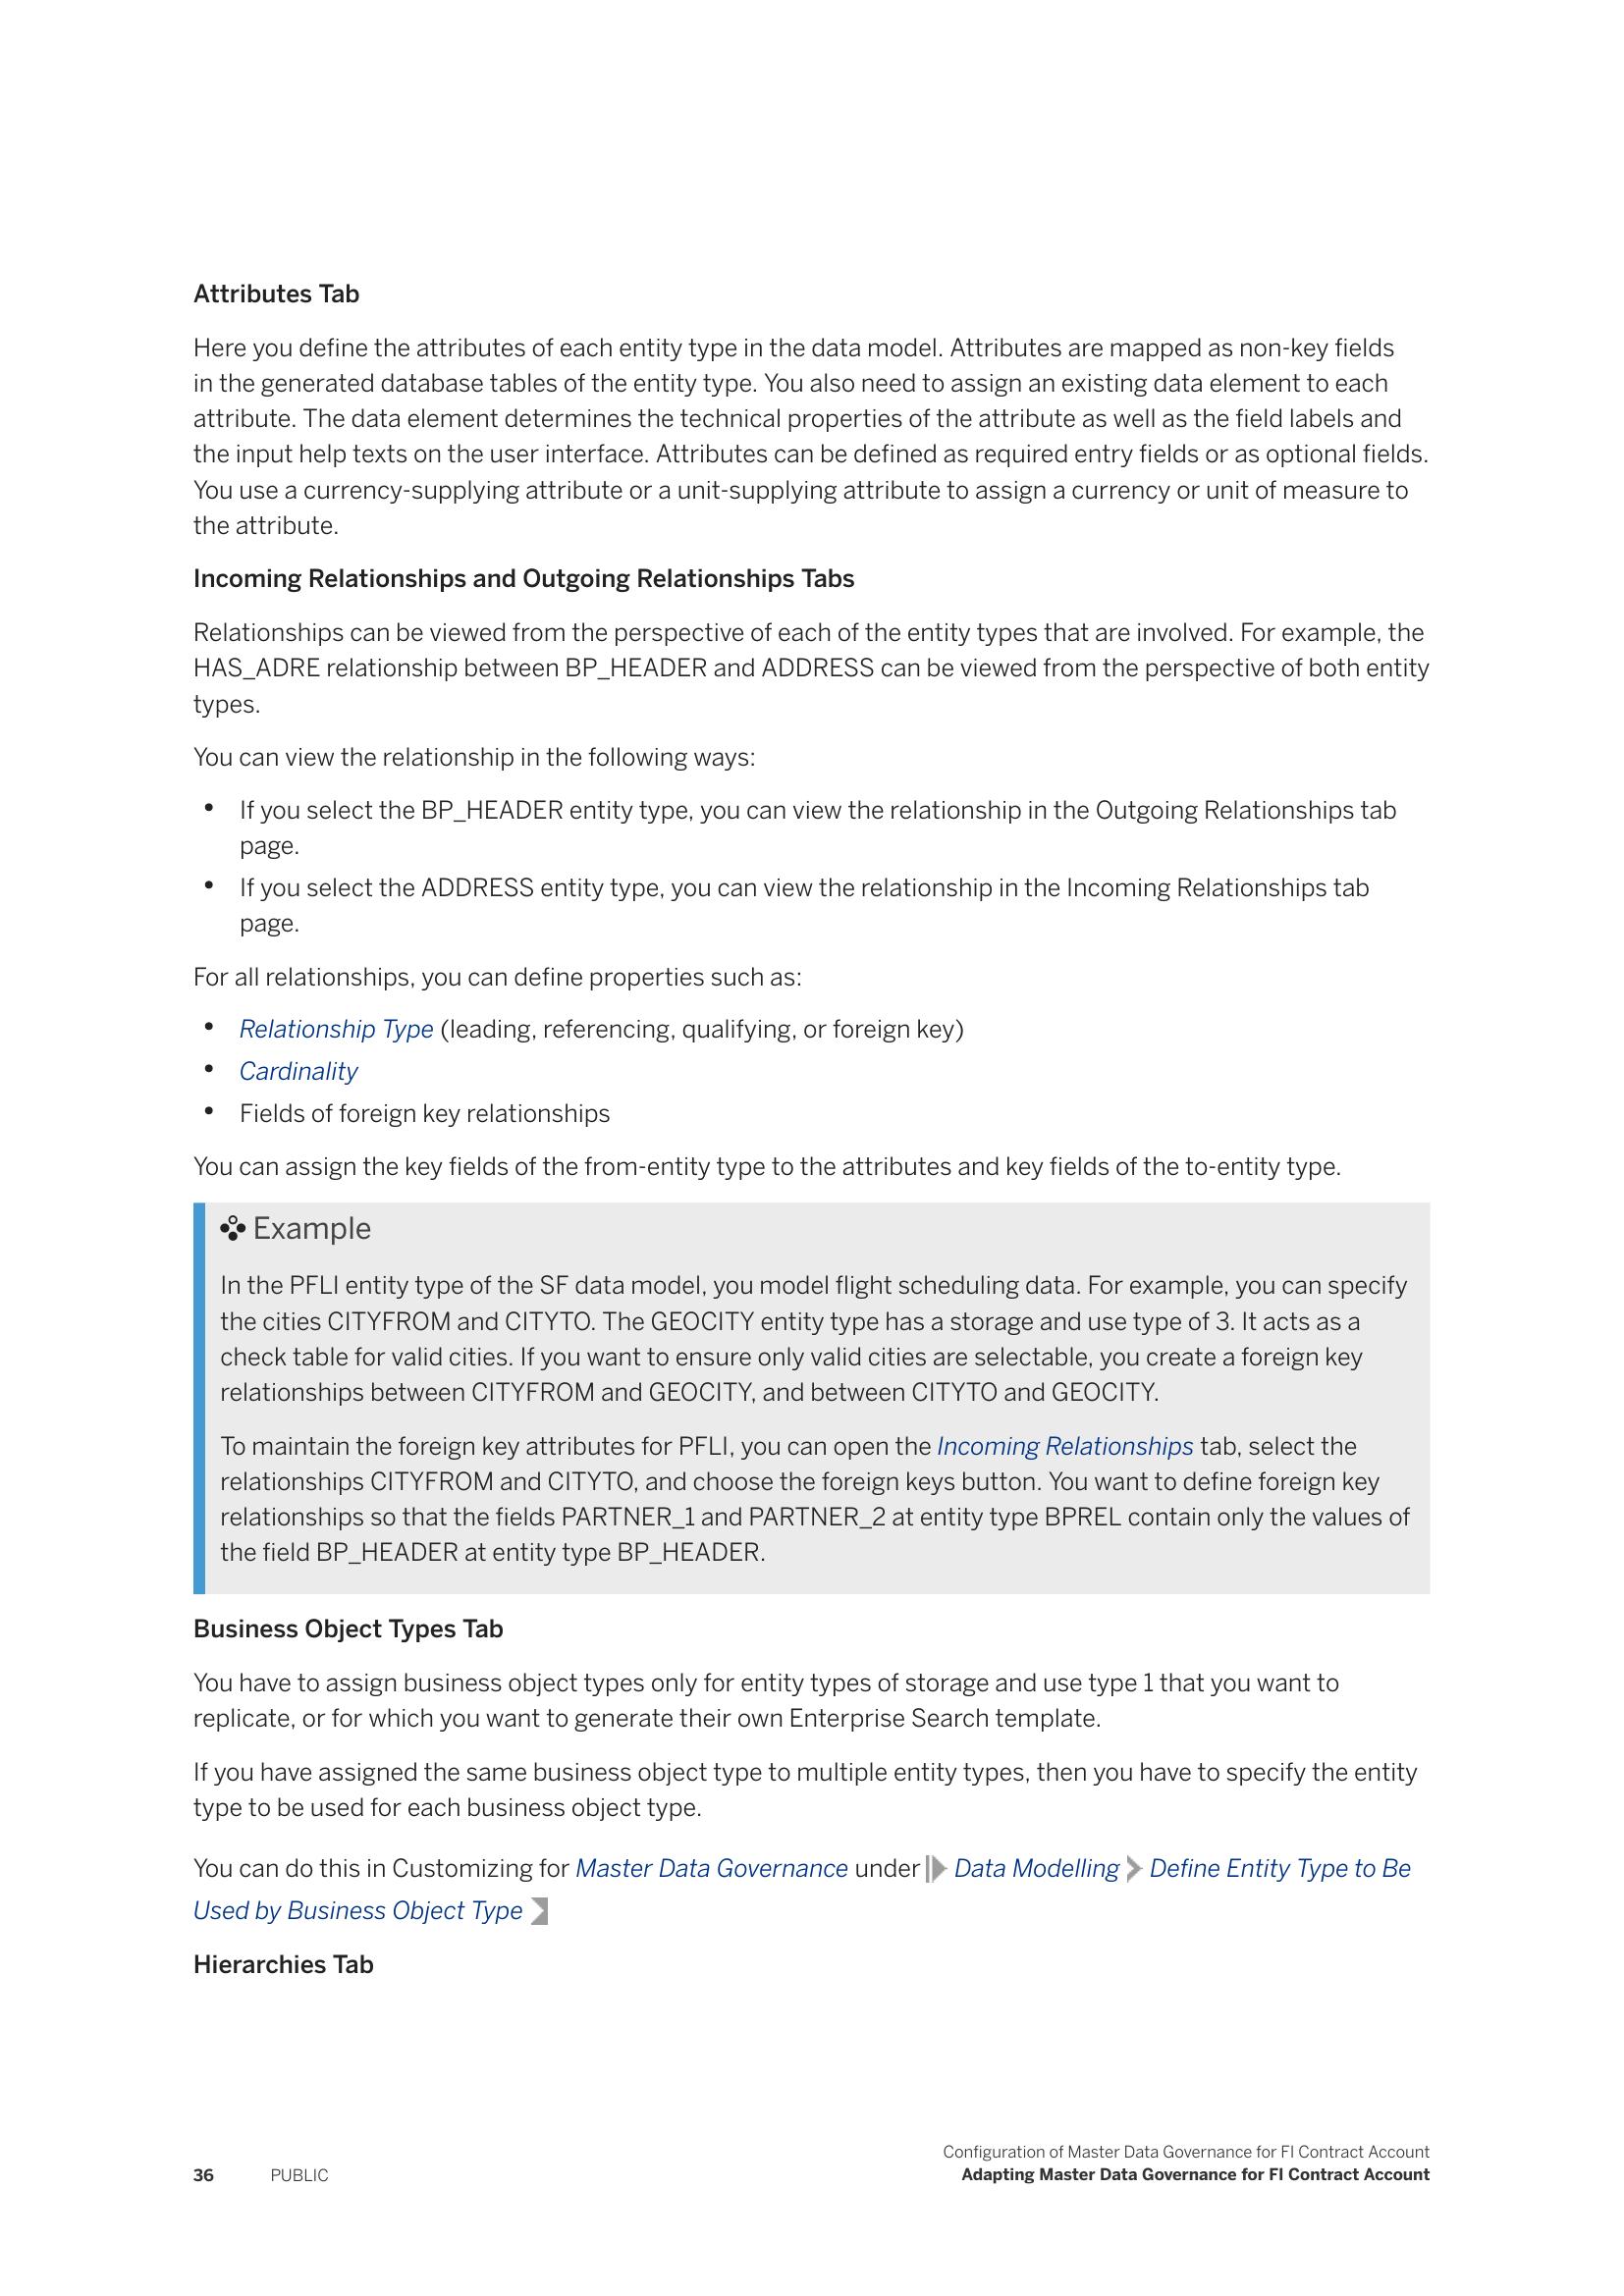 Attributes Tab
Here you define the attributes of each entity type in the data model. Attributes are mapped as non-key fields
in the generated database tables of the entity type. You also need to assign an existing data element to each
attribute. The data element determines the technical properties of the attribute as well as the field labels and
the input help texts on the user interface. Attributes can be defined as required entry fields or as optional fields.
You use a currency-supplying attribute or a unit-supplying attribute to assign a currency or unit of measure to
the attribute.
Incoming Relationships and Outgoing Relationships Tabs
Relationships can be viewed from the perspective of each of the entity types that are involved. For example, the
HAS_ADRE relationship between BP_HEADER and ADDRESS can be viewed from the perspective of both entity
types.
You can view the relationship in the following ways:
• If you select the BP_HEADER entity type, you can view the relationship in the Outgoing Relationships tab
page.
• If you select the ADDRESS entity type, you can view the relationship in the Incoming Relationships tab
page.
For all relationships, you can define properties such as:
• Relationship Type (leading, referencing, qualifying, or foreign key)
• Cardinality
• Fields of foreign key relationships
You can assign the key fields of the from-entity type to the attributes and key fields of the to-entity type.
Example
In the PFLI entity type of the SF data model, you model flight scheduling data. For example, you can specify
the cities CITYFROM and CITYTO. The GEOCITY entity type has a storage and use type of 3. It acts as a
check table for valid cities. If you want to ensure only valid cities are selectable, you create a foreign key
relationships between CITYFROM and GEOCITY, and between CITYTO and GEOCITY.
To maintain the foreign key attributes for PFLI, you can open the Incoming Relationships tab, select the
relationships CITYFROM and CITYTO, and choose the foreign keys button. You want to define foreign key
relationships so that the fields PARTNER_1 and PARTNER_2 at entity type BPREL contain only the values of
the field BP_HEADER at entity type BP_HEADER.
Business Object Types Tab
You have to assign business object types only for entity types of storage and use type 1 that you want to
replicate, or for which you want to generate their own Enterprise Search template.
If you have assigned the same business object type to multiple entity types, then you have to specify the entity
type to be used for each business object type.
You can do this in Customizing for Master Data Governance under Data Modelling Define Entity Type to Be
Used by Business Object Type
Hierarchies Tab
Configuration of Master Data Governance for FI Contract Account
36 PUBLIC Adapting Master Data Governance for FI Contract Account